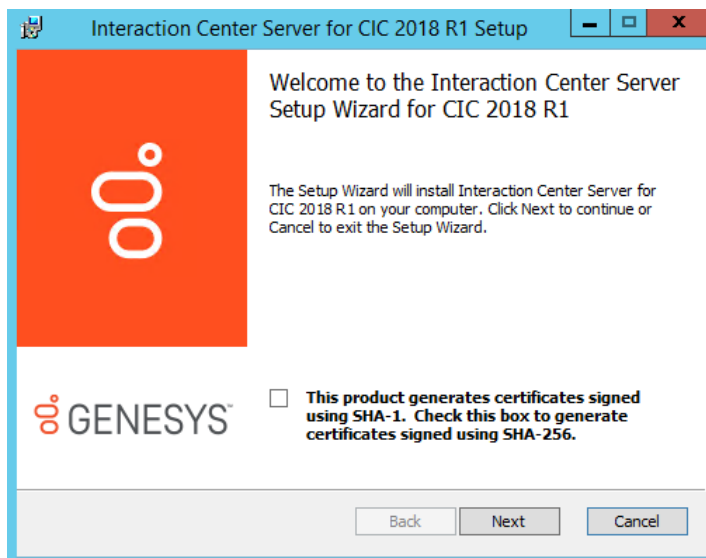 Interaction Center Server for CIC 2018 R1 Setup
Welcome to the Interaction Center Server
Setup Wizard for CIC 2018 R1
The Setup Wizard will install Interaction Center Server for
CIC 2018 R1 on your computer. Click Next to continue or
Cancel to exit the Setup Wizard.
GENESYS™
This product generates certificates signed
using SHA-1. Check this box to generate
certificates signed using SHA-256.
Back Next Cancel